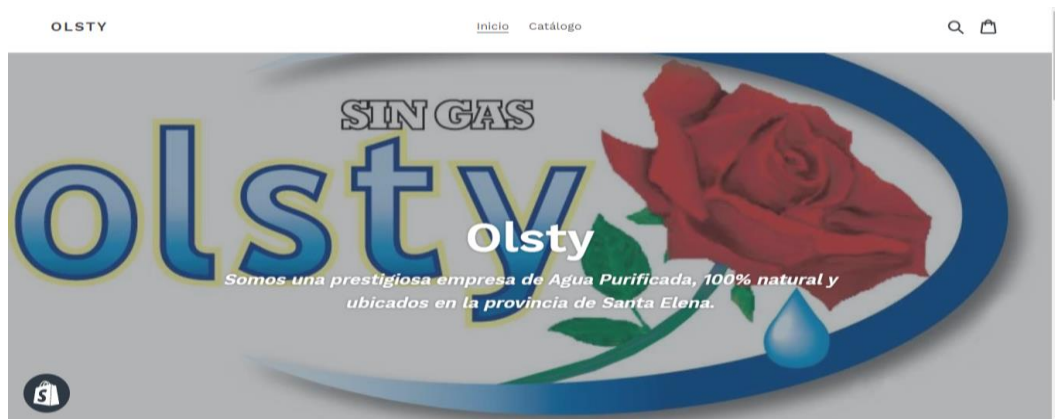 OLSTY
Inicio Catálogo
SIN GAS
olsty
Olsty
Somos una prestigiosa empresa de Agua Purificada, 100% natural y
ubicados en la provincia de Santa Elena.
S